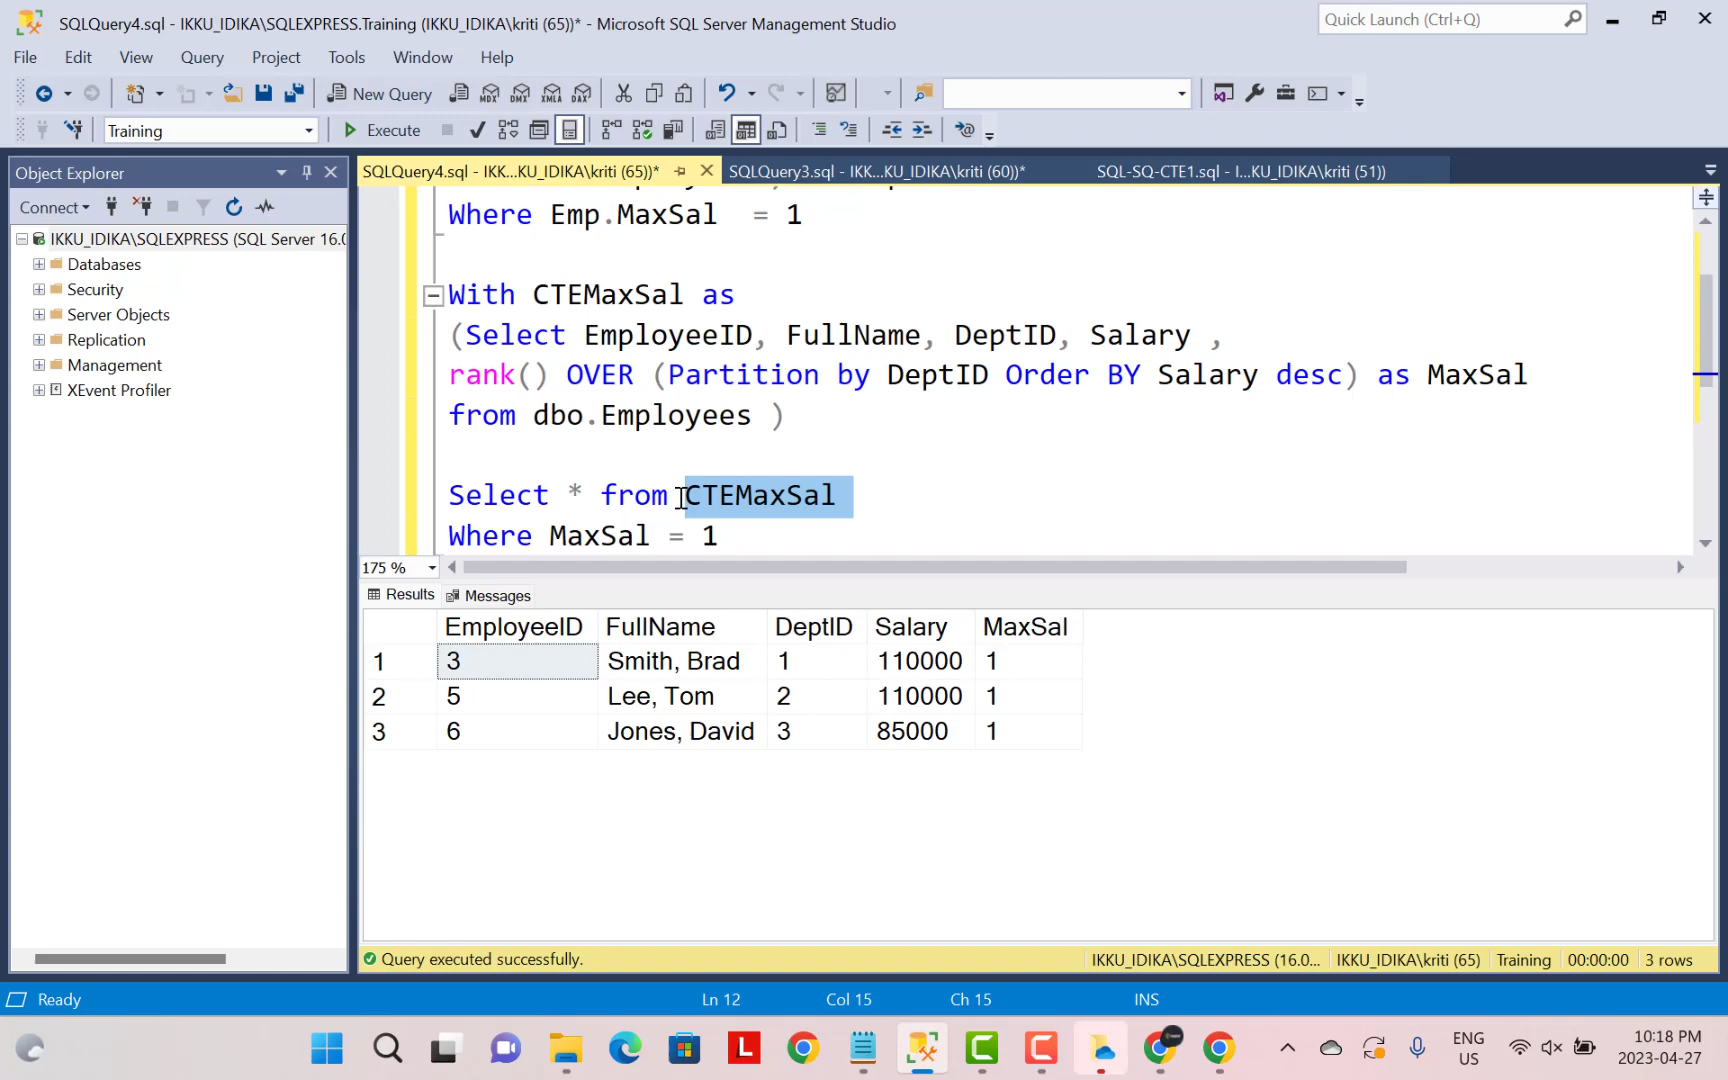 SQLQuery4.sql - IKKU_IDIKA\SQLEXPRESS.Training (IKKU_IDIKA\kriti (65))* - Microsoft SQL Server Management Studio
Quick Launch (Ctrl+Q)
File Edit View Query Project Tools Window Help
New Query MDX DMX XMLA DAX
Training Execute
Object Explorer
SQLQuery4.sql - IKK...KU_IDIKA\kriti (65))* SQLQuery3.sql - IKK...KU_IDIKA\kriti (60))* SQL-SQ-CTE1.sql - I...KU_IDIKA\kriti (51))
Connect
IKKU_IDIKA\SQLEXPRESS (SQL Server 16.0
Databases
Security
Server Objects
Replication
Management
XEvent Profiler
Where Emp.MaxSal = 1
With CTEMaxSal as
(Select EmployeeID, FullName, DeptID, Salary ,
rank() OVER (Partition by DeptID Order BY Salary desc) as MaxSal
from dbo.Employees )
Select * from CTEMaxSal
Where MaxSal = 1
175 %
Results Messages
EmployeeID FullName DeptID Salary MaxSal
1 3 Smith, Brad 1 110000 1
2 5 Lee, Tom 2 110000 1
3 6 Jones, David 3 85000 1
Query executed successfully. IKKU_IDIKA\SQLEXPRESS (16.0... IKKU_IDIKA\kriti (65) Training 00:00:00 3 rows
Ready Ln 12 Col 15 Ch 15 INS
L C C
ENG
US
10:18 PM
2023-04-27